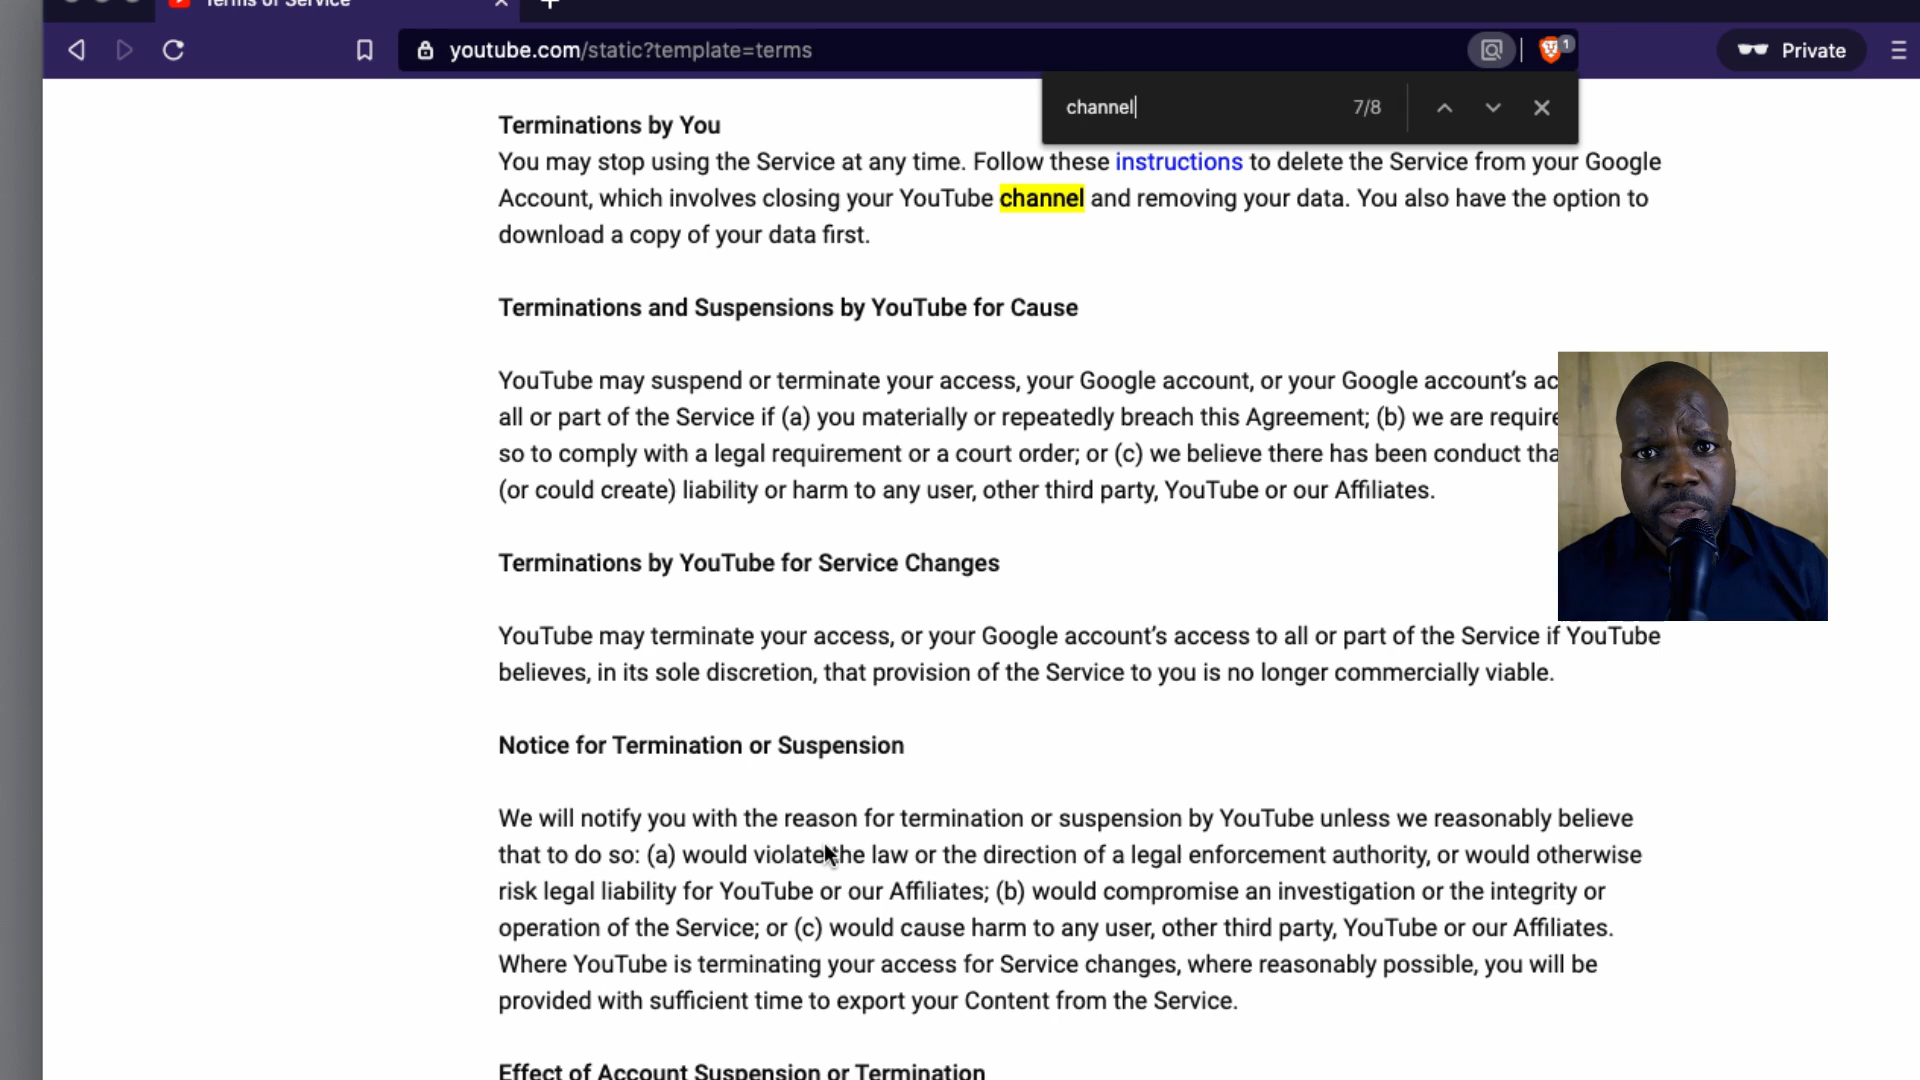 Terms of Service
youtube.com/static?template=terms
1
Private
channel
7/8
Terminations by You
You may stop using the Service at any time. Follow these instructions to delete the Service from your Google
Account, which involves closing your YouTube channel and removing your data. You also have the option to
download a copy of your data first.
Terminations and Suspensions by YouTube for Cause
YouTube may suspend or terminate your access, your Google account, or your Google account’s ac
all or part of the Service if (a) you materially or repeatedly breach this Agreement; (b) we are require
so to comply with a legal requirement or a court order; or (c) we believe there has been conduct tha
(or could create) liability or harm to any user, other third party, YouTube or our Affiliates.
Terminations by YouTube for Service Changes
YouTube may terminate your access, or your Google account’s access to all or part of the Service if YouTube
believes, in its sole discretion, that provision of the Service to you is no longer commercially viable.
Notice for Termination or Suspension
We will notify you with the reason for termination or suspension by YouTube unless we reasonably believe
that to do so: (a) would violate the law or the direction of a legal enforcement authority, or would otherwise
risk legal liability for YouTube or our Affiliates; (b) would compromise an investigation or the integrity or
operation of the Service; or (c) would cause harm to any user, other third party, YouTube or our Affiliates.
Where YouTube is terminating your access for Service changes, where reasonably possible, you will be
provided with sufficient time to export your Content from the Service.
Effect of Account Suspension or Termination